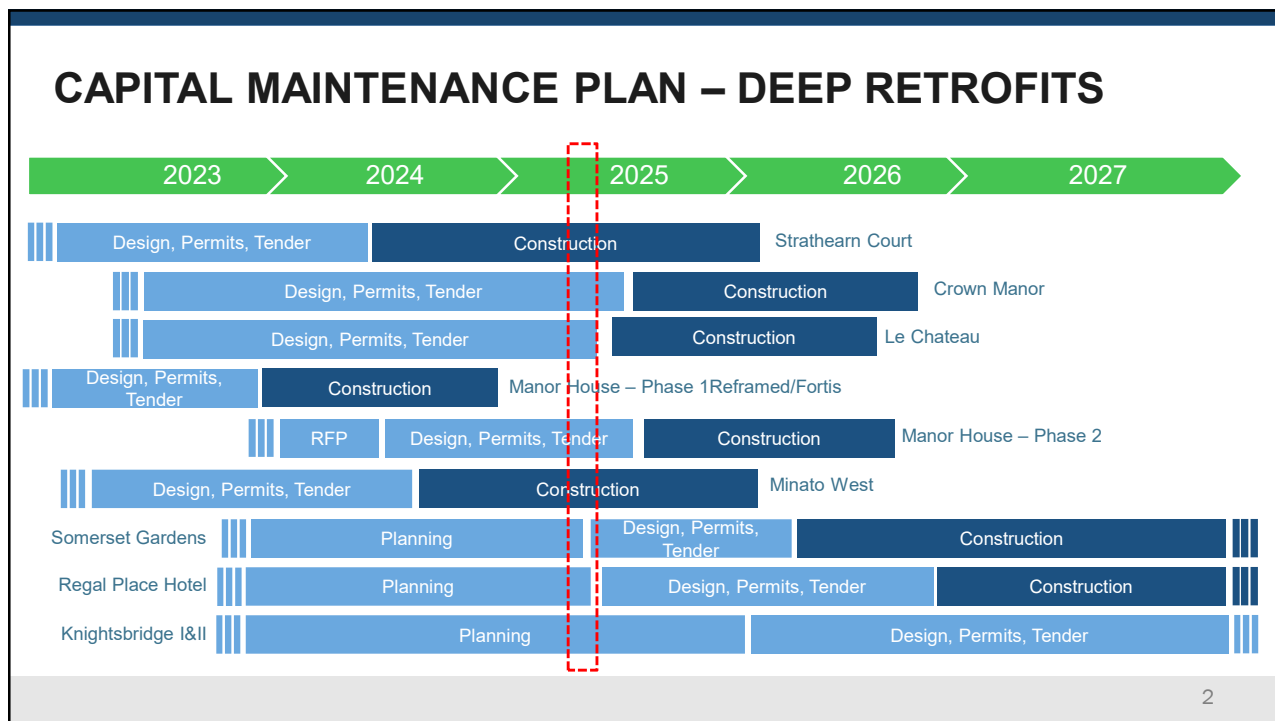 CAPITAL MAINTENANCE PLAN – DEEP RETROFITS
2023 2024 2025 2026 2027
Design, Permits, Tender Construction Strathearn Court
Design, Permits, Tender Construction Crown Manor
Design, Permits, Tender Construction Le Chateau
Design, Permits,
Tender
Construction Manor House – Phase 1Reframed/Fortis
RFP Design, Permits, Tender Construction Manor House – Phase 2
Design, Permits, Tender Construction Minato West
Somerset Gardens Planning
Design, Permits,
Tender
Construction
Regal Place Hotel Planning Design, Permits, Tender Construction
Knightsbridge I&II Planning Design, Permits, Tender
2